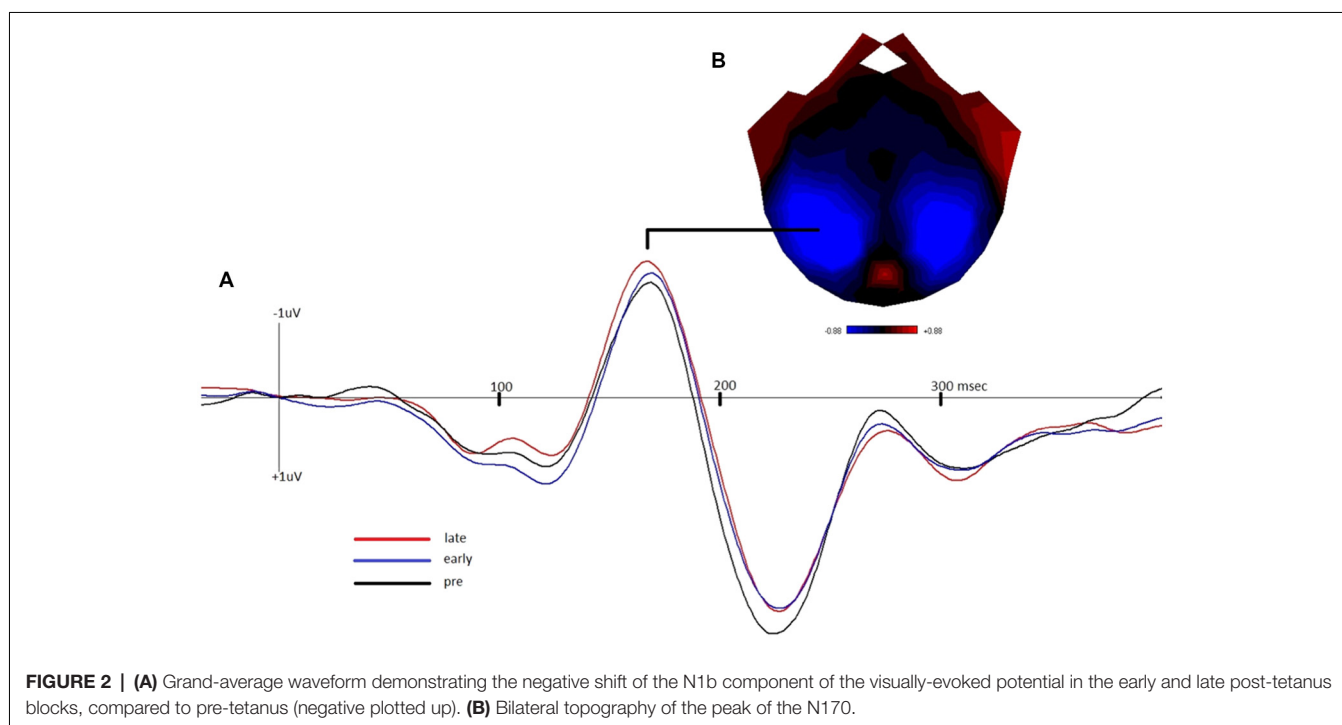 B
A
-1uV
100
200
300 msec
+1uV
-0.88
+0.88
late
early
pre
FIGURE 2 | (A) Grand-average waveform demonstrating the negative shift of the N1b component of the visually-evoked potential in the early and late post-tetanus
blocks, compared to pre-tetanus (negative plotted up). (B) Bilateral topography of the peak of the N170.